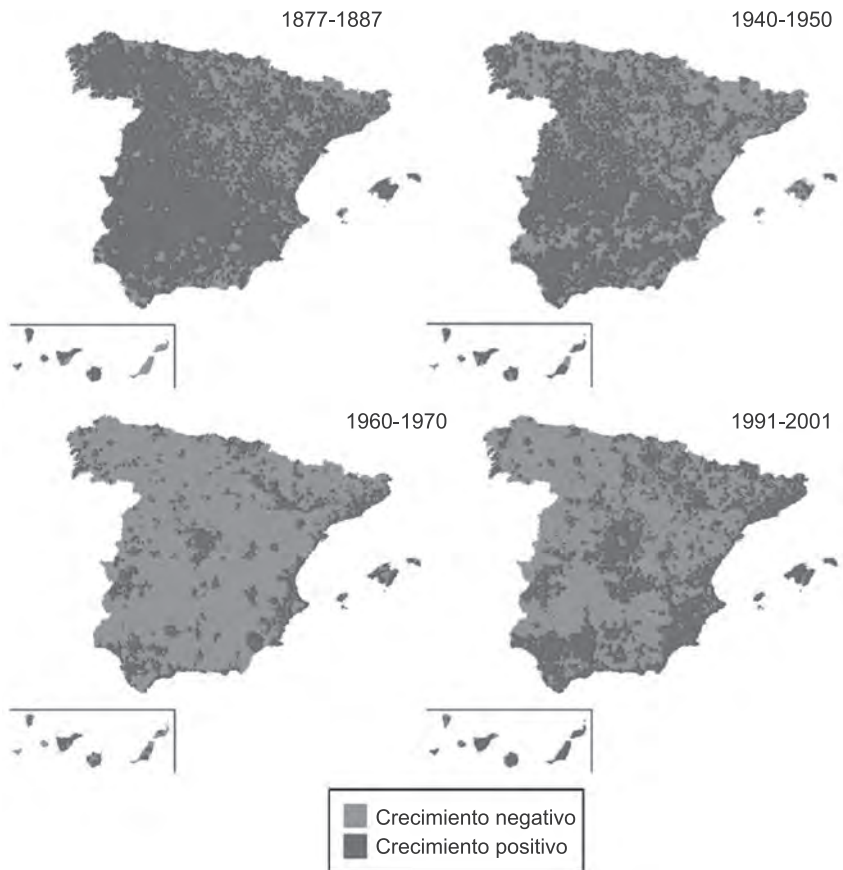 1877-1887
1940-1950
1960-1970
1991-2001
Crecimiento negativo
Crecimiento positivo